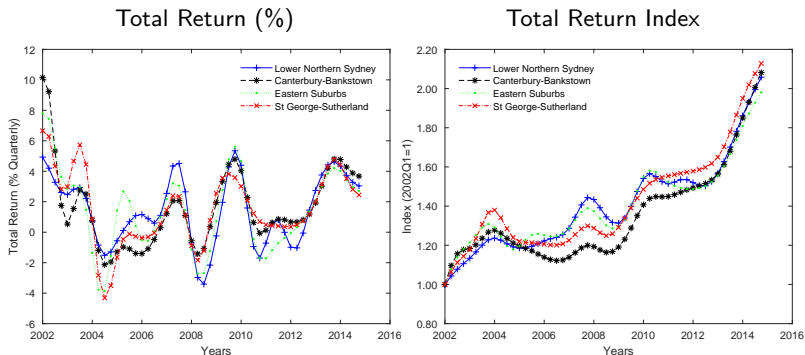 Total Return (%)
12
10
8
6
4
2
0
-2
-4
-6
2002 2004 2006 2008 2010 2012 2014 2016
Years
Total Return (% Quarterly)
Lower Northern Sydney
Canterbury-Bankstown
Eastern Suburbs
St George-Sutherland
Total Return Index
2.20
2.00
1.80
1.60
1.40
1.20
1.00
0.80
2002 2004 2006 2008 2010 2012 2014 2016
Years
Index (2002Q1=1)
Lower Northern Sydney
Canterbury-Bankstown
Eastern Suburbs
St George-Sutherland